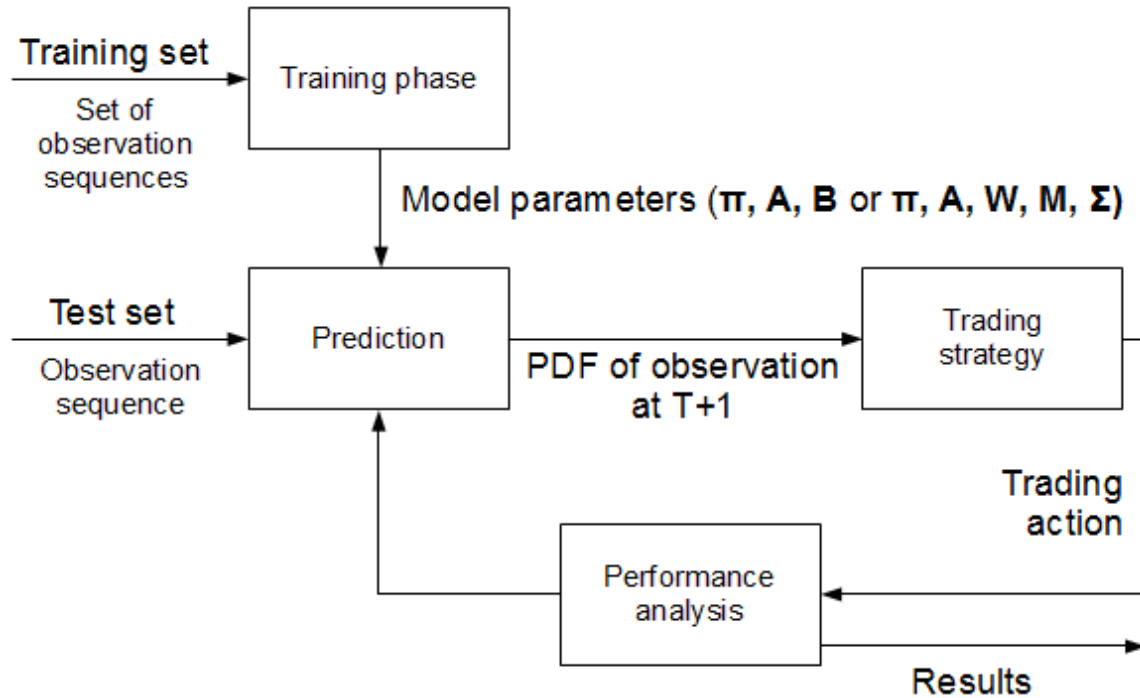 Training set
Set of
observation
sequences
Training phase
Model parameters (π, A, B or π, A, W, M, Σ)
Test set
Observation
sequence
Prediction
PDF of observation
at T+1
Trading
strategy
Trading
action
Performance
analysis
Results